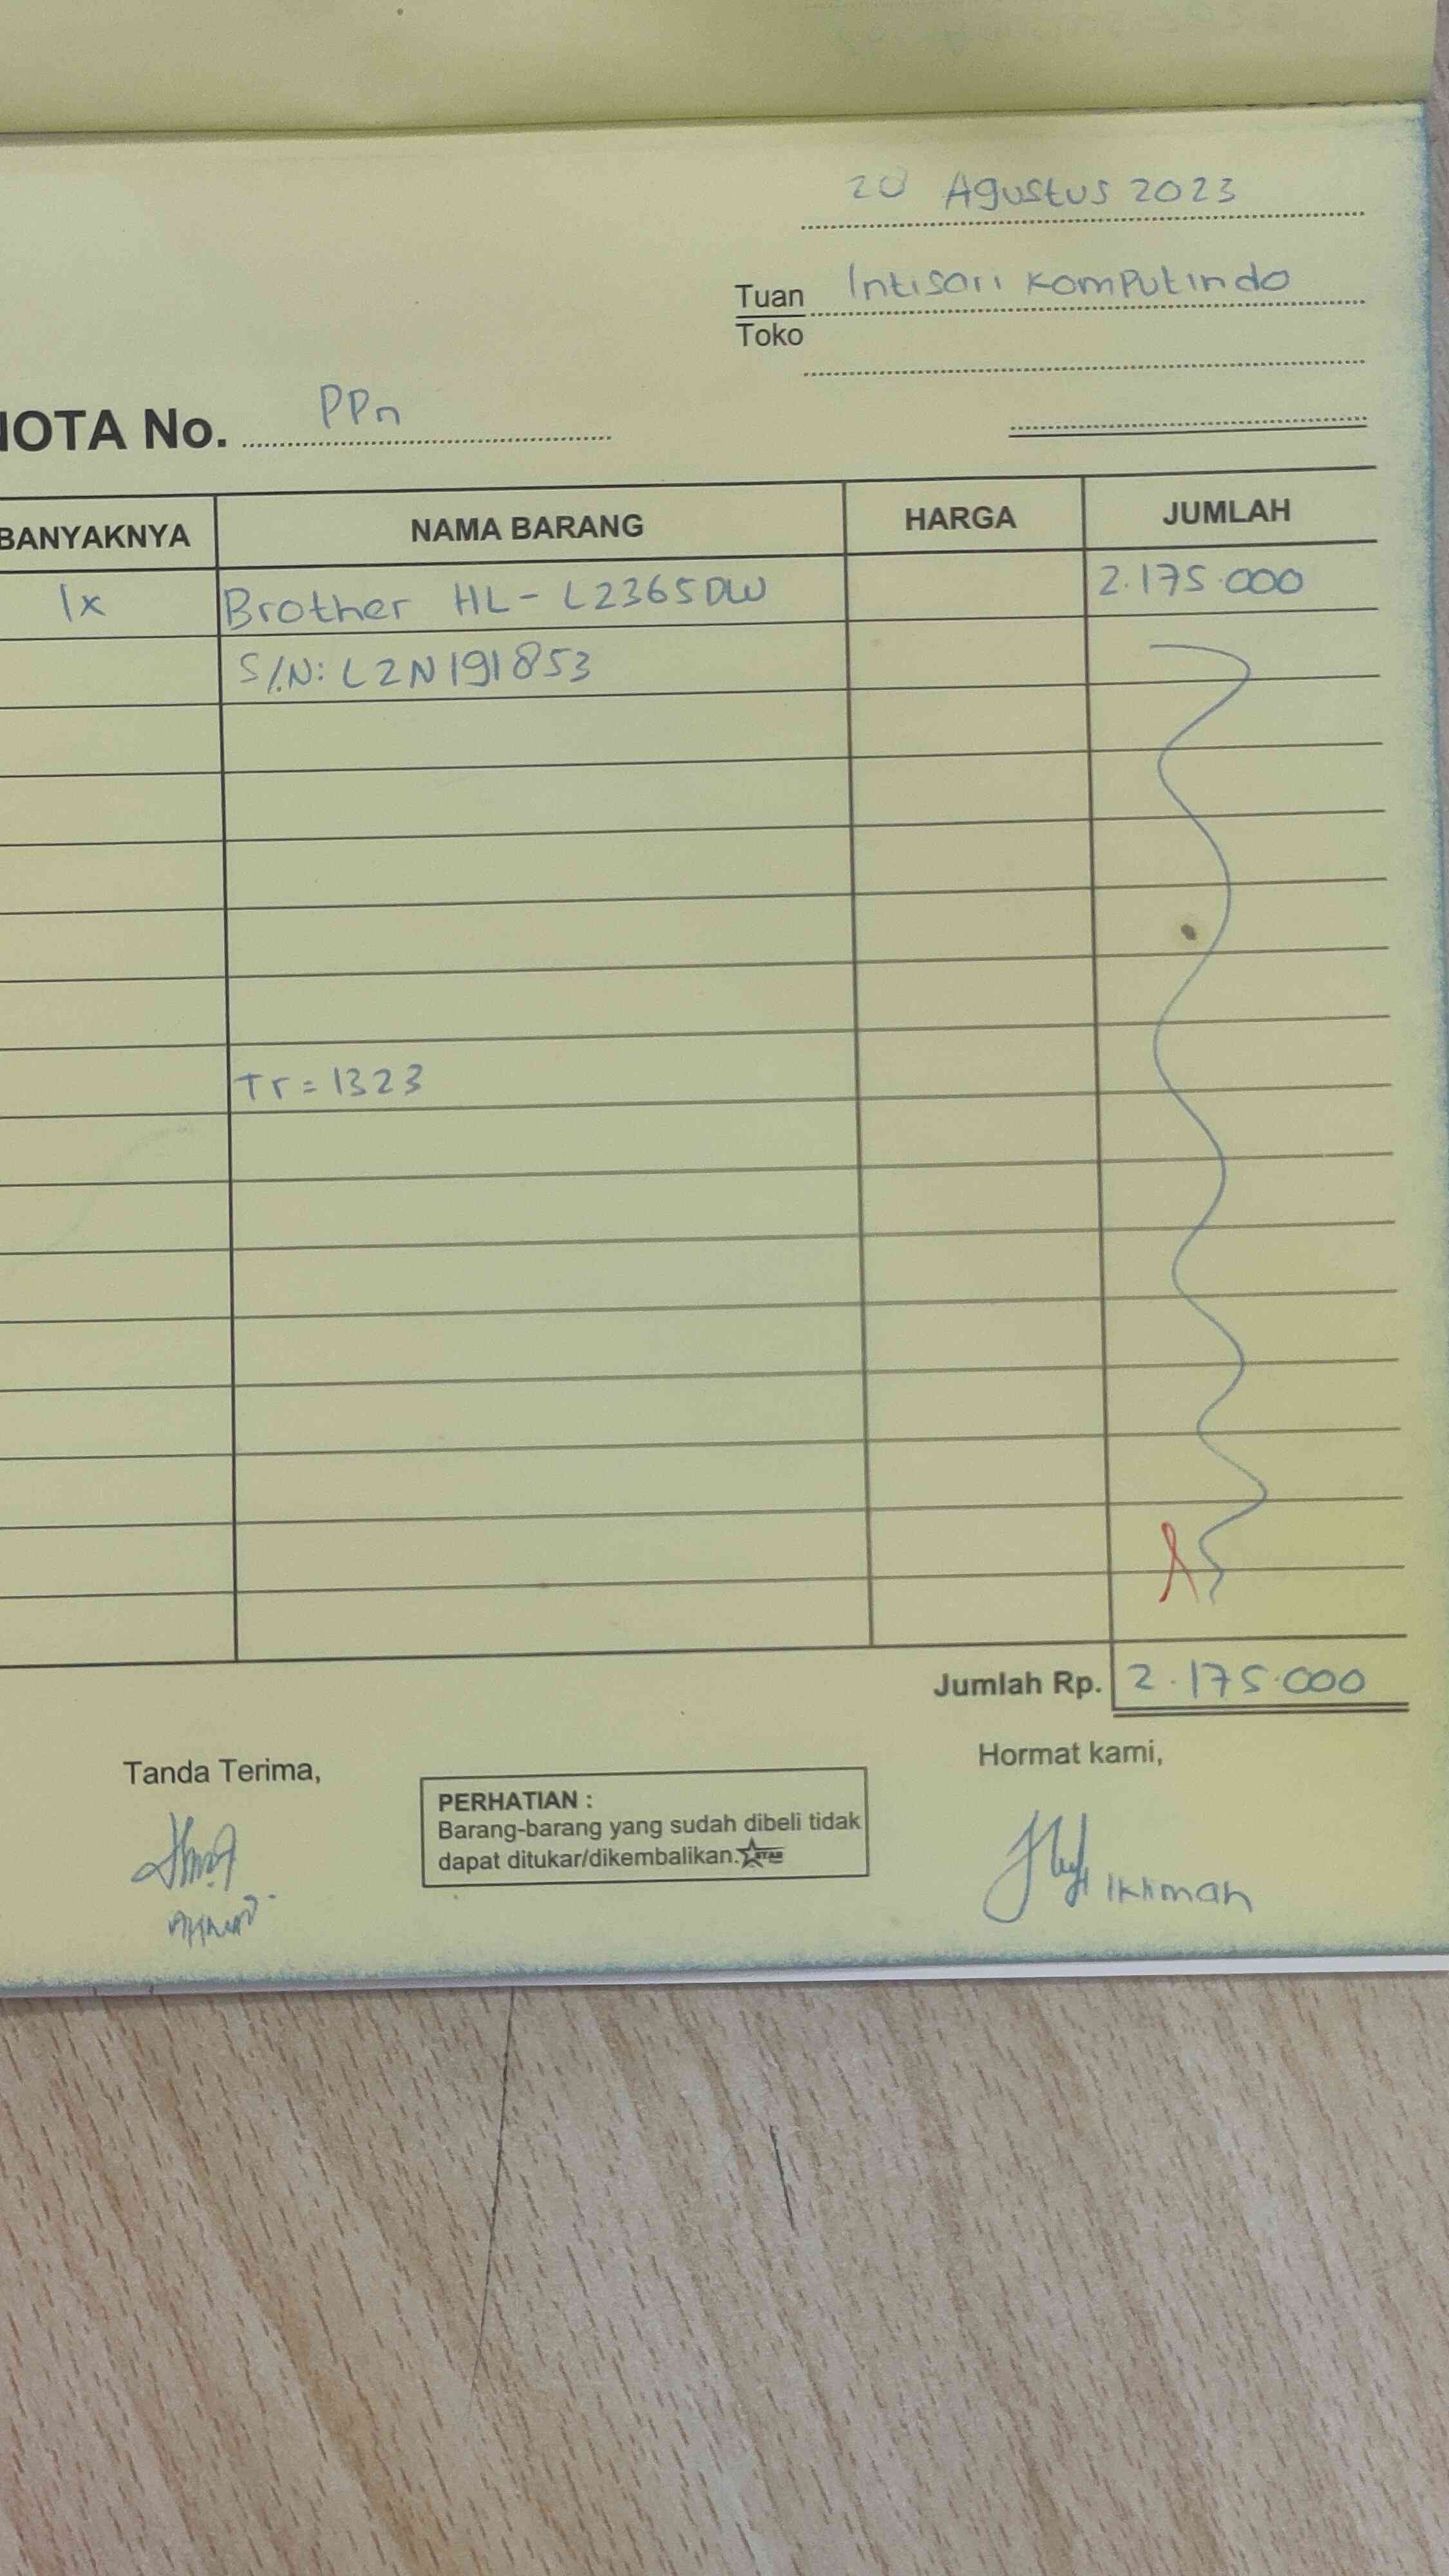 20 Agustus 2023
Tuan Intisari Komputindo
Toko
NOTA No. PPn
BANYAKNYA NAMA BARANG HARGA JUMLAH
1x Brother HL-L2365DW 2.175.000
S/N: L2N191853
Tr = 1323
Jumlah Rp. 2.175.000
Tanda Terima,
Hormat kami,
PERHATIAN :
Barang-barang yang sudah dibeli tidak
dapat ditukar/dikembalikan.
STAR
Ikhmah